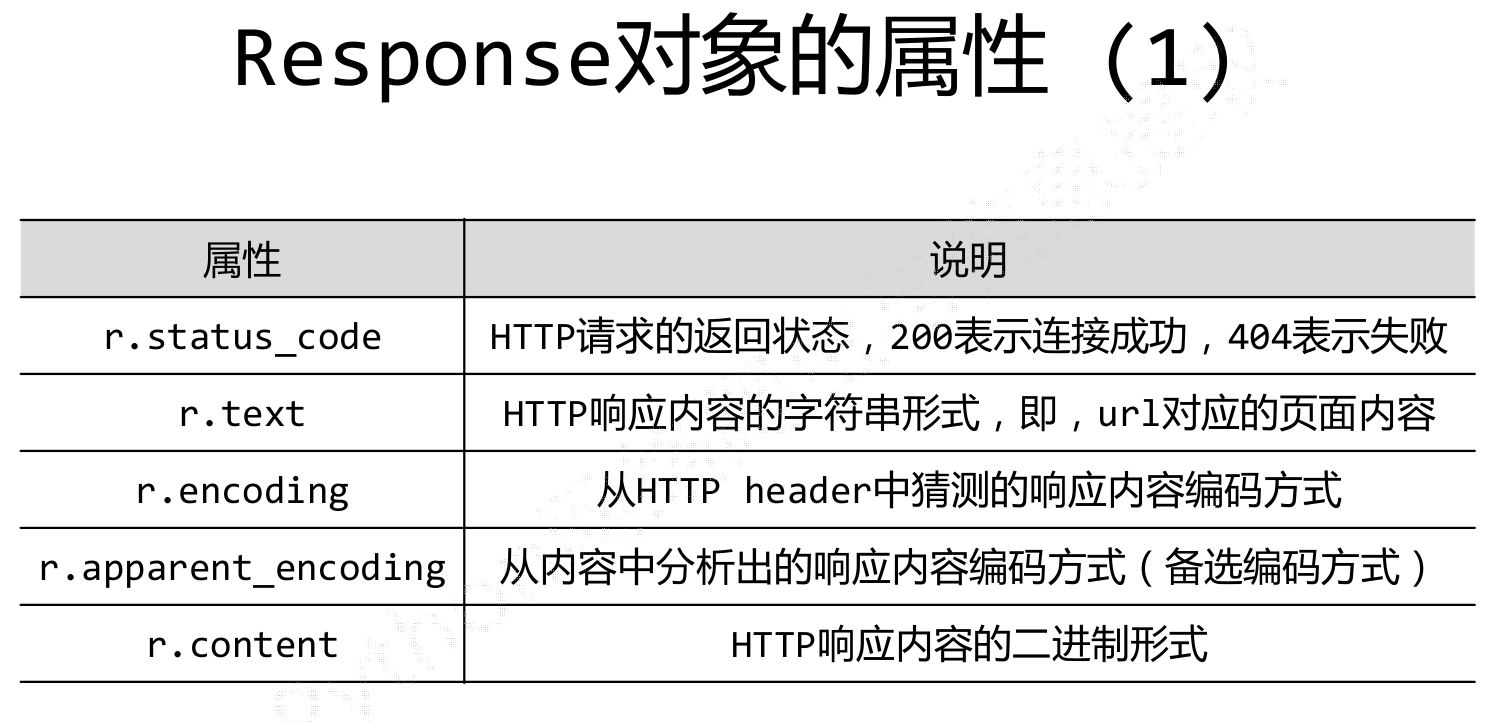 Response对象的属性（1）
属性 说明
r.status_code HTTP请求的返回状态，200表示连接成功，404表示失败
r.text HTTP响应内容的字符串形式，即，url对应的页面内容
r.encoding 从HTTP header中猜测的响应内容编码方式
r.apparent_encoding 从内容中分析出的响应内容编码方式（备选编码方式）
r.content HTTP响应内容的二进制形式